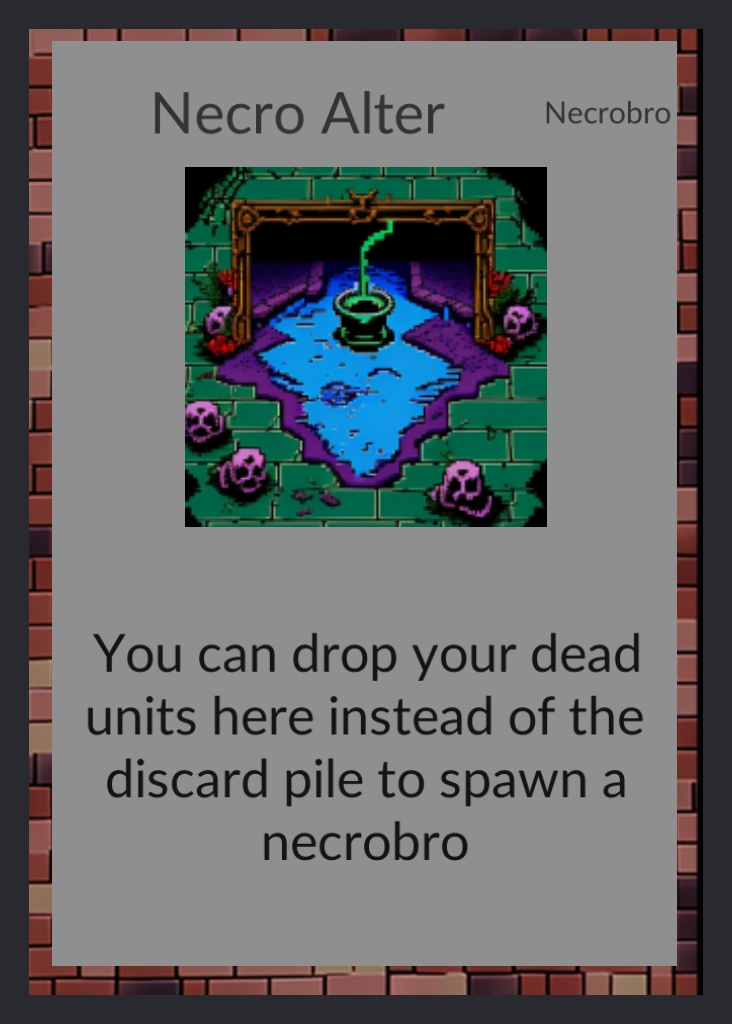 Necro Alter
Necrobro
You can drop your dead
units here instead of the
discard pile to spawn a
necrobro